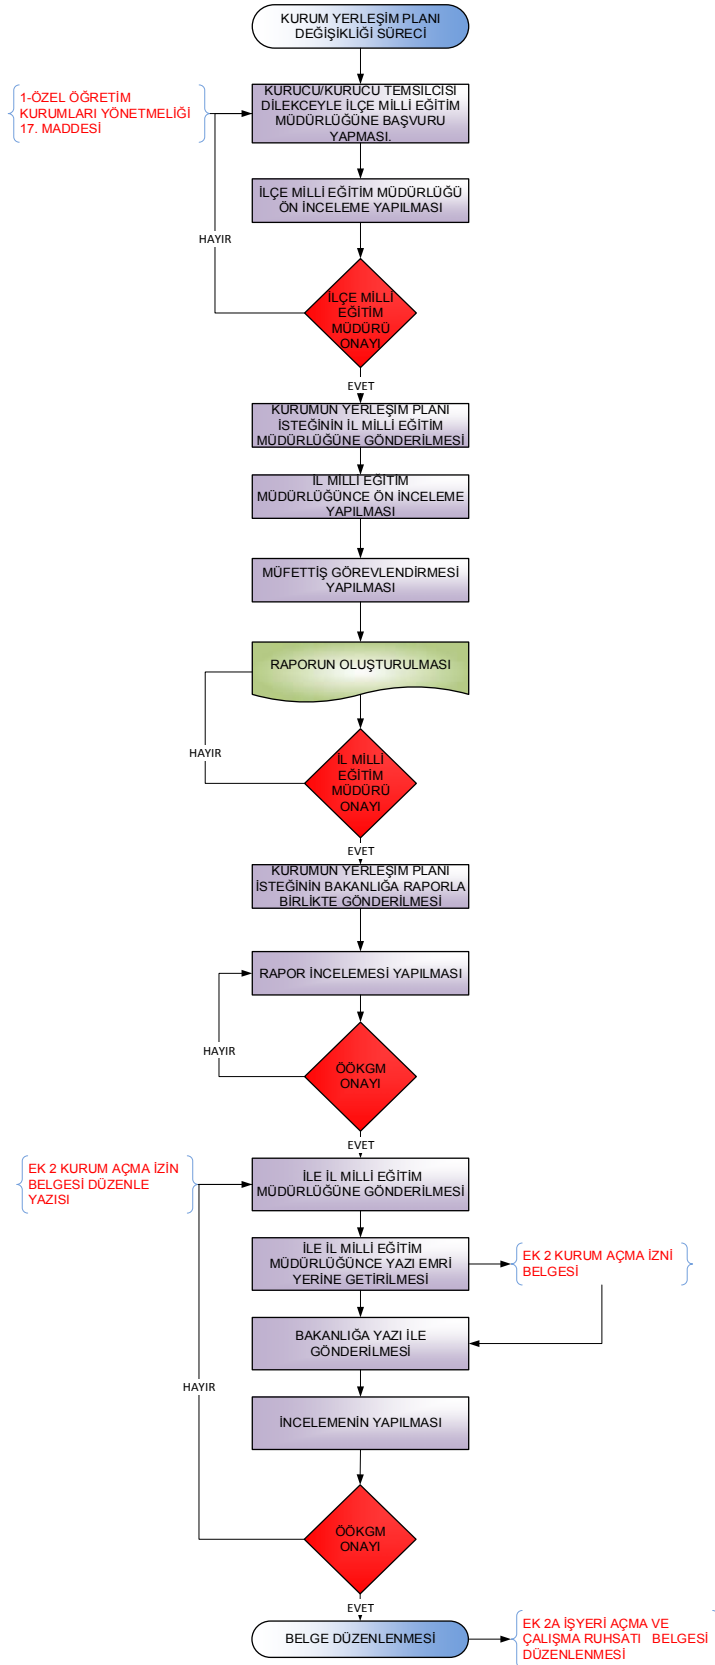 KURUM YERLEŞİM PLANI
DEĞİŞİKLİĞİ SÜRECİ
1-ÖZEL ÖĞRETİM
KURUMLARI YÖNETMELİĞİ
17. MADDESİ
KURUCU/KURUCU TEMSİLCİSİ
DİLEKCEYLE İLÇE MİLLİ EĞİTİM
MÜDÜRLÜĞÜNE BAŞVURU
YAPMASI.
İLÇE MİLLİ EĞİTİM MÜDÜRLÜĞÜ
ÖN İNCELEME YAPILMASI
HAYIR
İLÇE MİLLİ
EĞİTİM
MÜDÜRÜ
ONAYI
EVET
KURUMUN YERLEŞİM PLANI
İSTEĞİNİN İL MİLLİ EĞİTİM
MÜDÜRLÜĞÜNE GÖNDERİLMESİ
İL MİLLİ EĞİTİM
MÜDÜRLÜĞÜNCE ÖN İNCELEME
YAPILMASI
MÜFETTİŞ GÖREVLENDİRMESİ
YAPILMASI
RAPORUN OLUŞTURULMASI
HAYIR
İL MİLLİ
EĞİTİM
MÜDÜRÜ
ONAYI
EVET
KURUMUN YERLEŞİM PLANI
İSTEĞİNİN BAKANLIĞA RAPORLA
BİRLİKTE GÖNDERİLMESİ
RAPOR İNCELEMESİ YAPILMASI
HAYIR
ÖÖKGM
ONAYI
EVET
EK 2 KURUM AÇMA İZİN
BELGESİ DÜZENLE
YAZISI
İLE İL MİLLİ EĞİTİM
MÜDÜRLÜĞÜNE GÖNDERİLMESİ
İLE İL MİLLİ EĞİTİM
MÜDÜRLÜĞÜNCE YAZI EMRİ
YERİNE GETİRİLMESİ
EK 2 KURUM AÇMA İZNİ
BELGESİ
BAKANLIĞA YAZI İLE
GÖNDERİLMESİ
HAYIR
İNCELEMENİN YAPILMASI
ÖÖKGM
ONAYI
EVET
BELGE DÜZENLENMESİ
EK 2A İŞYERİ AÇMA VE
ÇALIŞMA RUHSATI BELGESİ
DÜZENLENMESİ